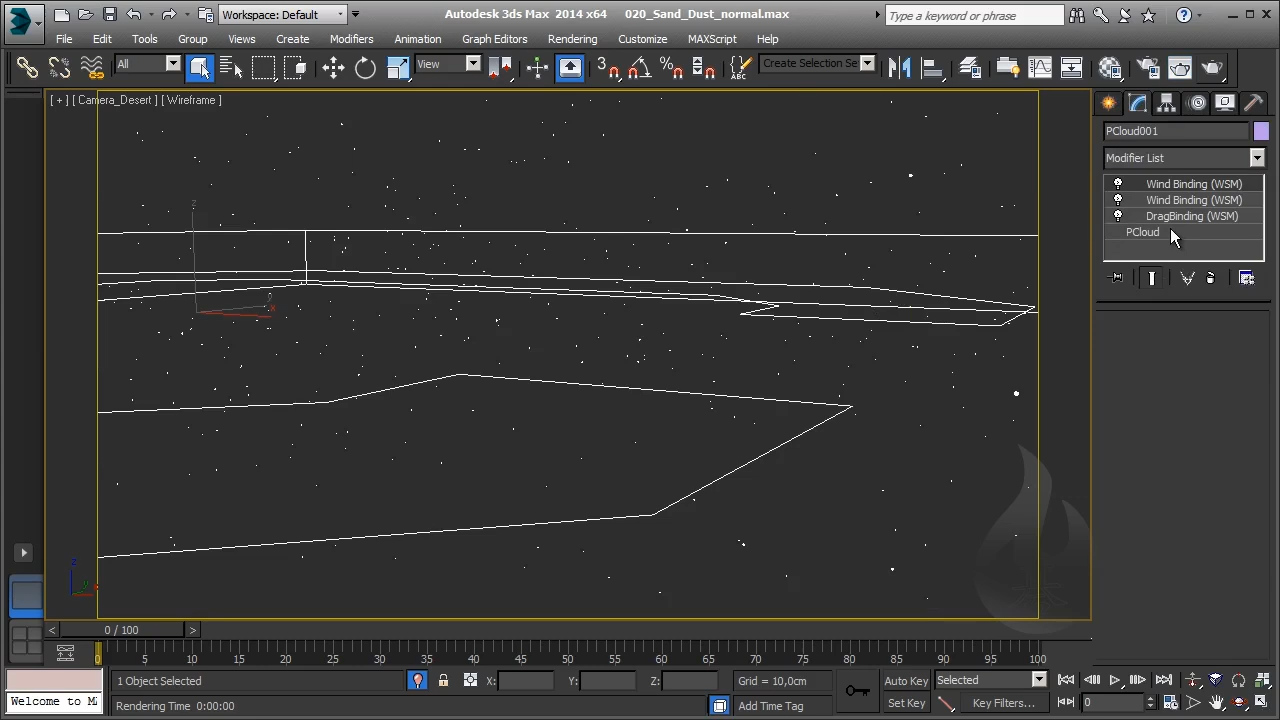 Workspace: Default
Autodesk 3ds Max 2014 x64 020_Sand_Dust_normal.max
Type a keyword or phrase
File Edit Tools Group Views Create Modifiers Animation Graph Editors Rendering Customize MAXScript Help
All View Create Selection Se
[ + ] [ Camera_Desert ] [ Wireframe ]
PCloud001
Modifier List
Wind Binding (WSM)
Wind Binding (WSM)
DragBinding (WSM)
PCloud
z
y
x
z
0 / 100
0 5 10 15 20 25 30 35 40 45 50 55 60 65 70 75 80 85 90 95 100
1 Object Selected X: Y: Z: Grid = 10,0cm Auto Key Selected
Welcome to M
Rendering Time 0:00:00 Add Time Tag Set Key Key Filters... 0